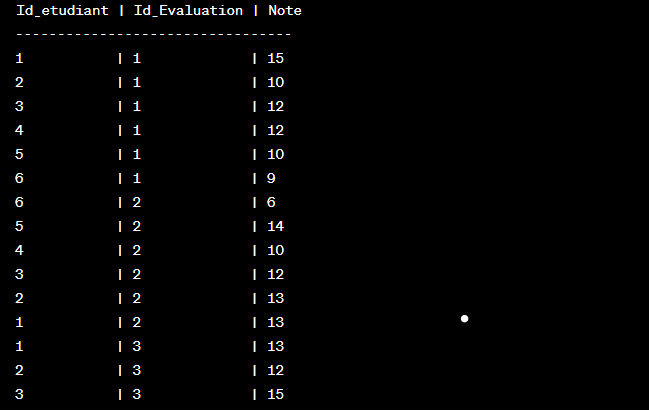 Id_etudiant | Id_Evaluation | Note
---------------------------------
1 | 1 | 15
2 | 1 | 10
3 | 1 | 12
4 | 1 | 12
5 | 1 | 10
6 | 1 | 9
6 | 2 | 6
5 | 2 | 14
4 | 2 | 10
3 | 2 | 12
2 | 2 | 13
1 | 2 | 13
1 | 3 | 13
2 | 3 | 12
3 | 3 | 15